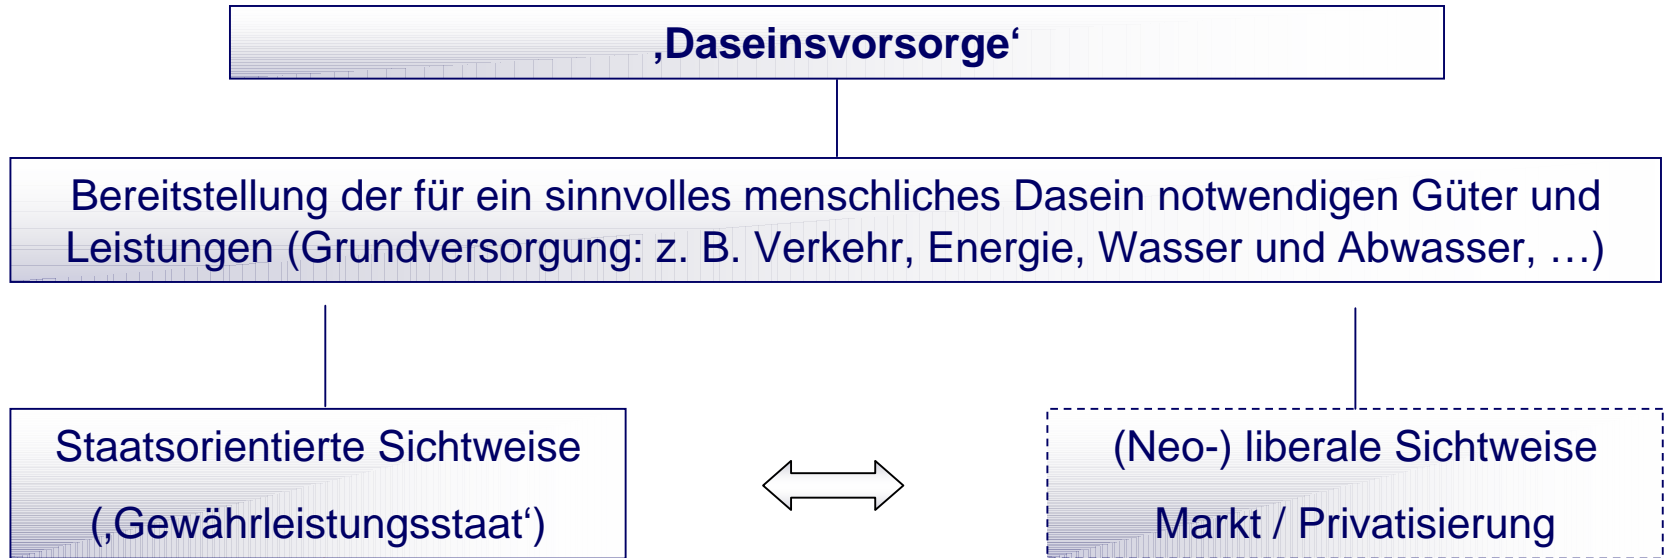 ‚Daseinsvorsorge‘
Bereitstellung der für ein sinnvolles menschliches Dasein notwendigen Güter und
Leistungen (Grundversorgung: z. B. Verkehr, Energie, Wasser und Abwasser, …)
Staatsorientierte Sichtweise
(‚Gewährleistungsstaat‘)
(Neo-) liberale Sichtweise
Markt / Privatisierung